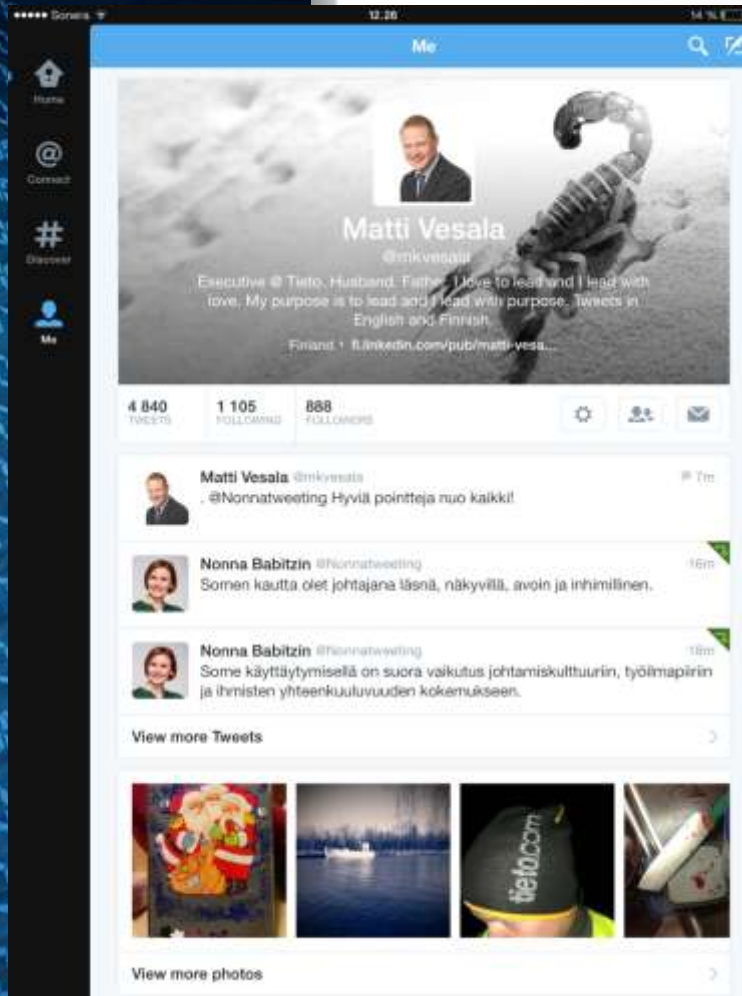 Sonera 12.26 14 %
Me
Home
Connect
Discover
Me
Matti Vesala
@mkvesala
Executive @ Tieto. Husband. Father. I love to lead and I lead with
love. My purpose is to lead and I lead with purpose. Tweets in
English and Finnish.
Finland • fi.linkedin.com/pub/matti-vesa...
4 840 1 105 888
TWEETS FOLLOWING FOLLOWERS
Matti Vesala @mkvesala 7m
. @Nonnatweeting Hyviä pointteja nuo kaikki!
Nonna Babitzin @Nonnatweeting 16m
Somen kautta olet johtajana läsnä, näkyvillä, avoin ja inhimillinen.
Nonna Babitzin @Nonnatweeting 18m
Some käyttäytymisellä on suora vaikutus johtamiskulttuuriin, työilmapiiriin
ja ihmisten yhteenkuuluvuuden kokemukseen.
View more Tweets
tieto.com
View more photos